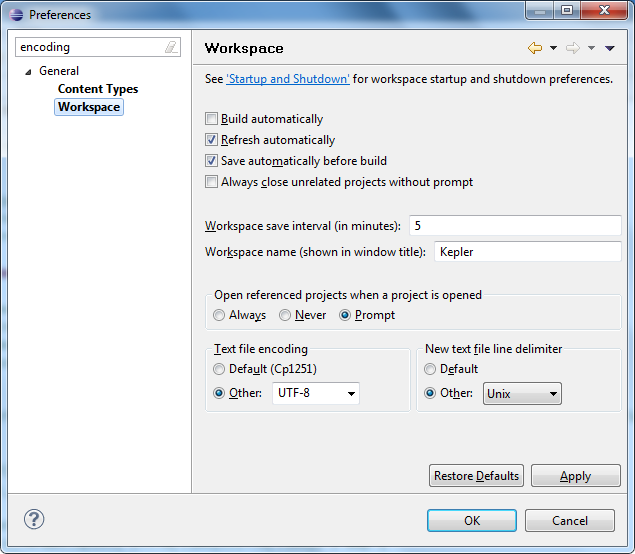 Preferences
encoding
General
Content Types
Workspace
Workspace
See 'Startup and Shutdown' for workspace startup and shutdown preferences.
Build automatically
Refresh automatically
Save automatically before build
Always close unrelated projects without prompt
Workspace save interval (in minutes): 5
Workspace name (shown in window title): Kepler
Open referenced projects when a project is opened
Always Never Prompt
Text file encoding
Default (Cp1251)
Other: UTF-8
New text file line delimiter
Default
Other: Unix
Restore Defaults Apply
? OK Cancel